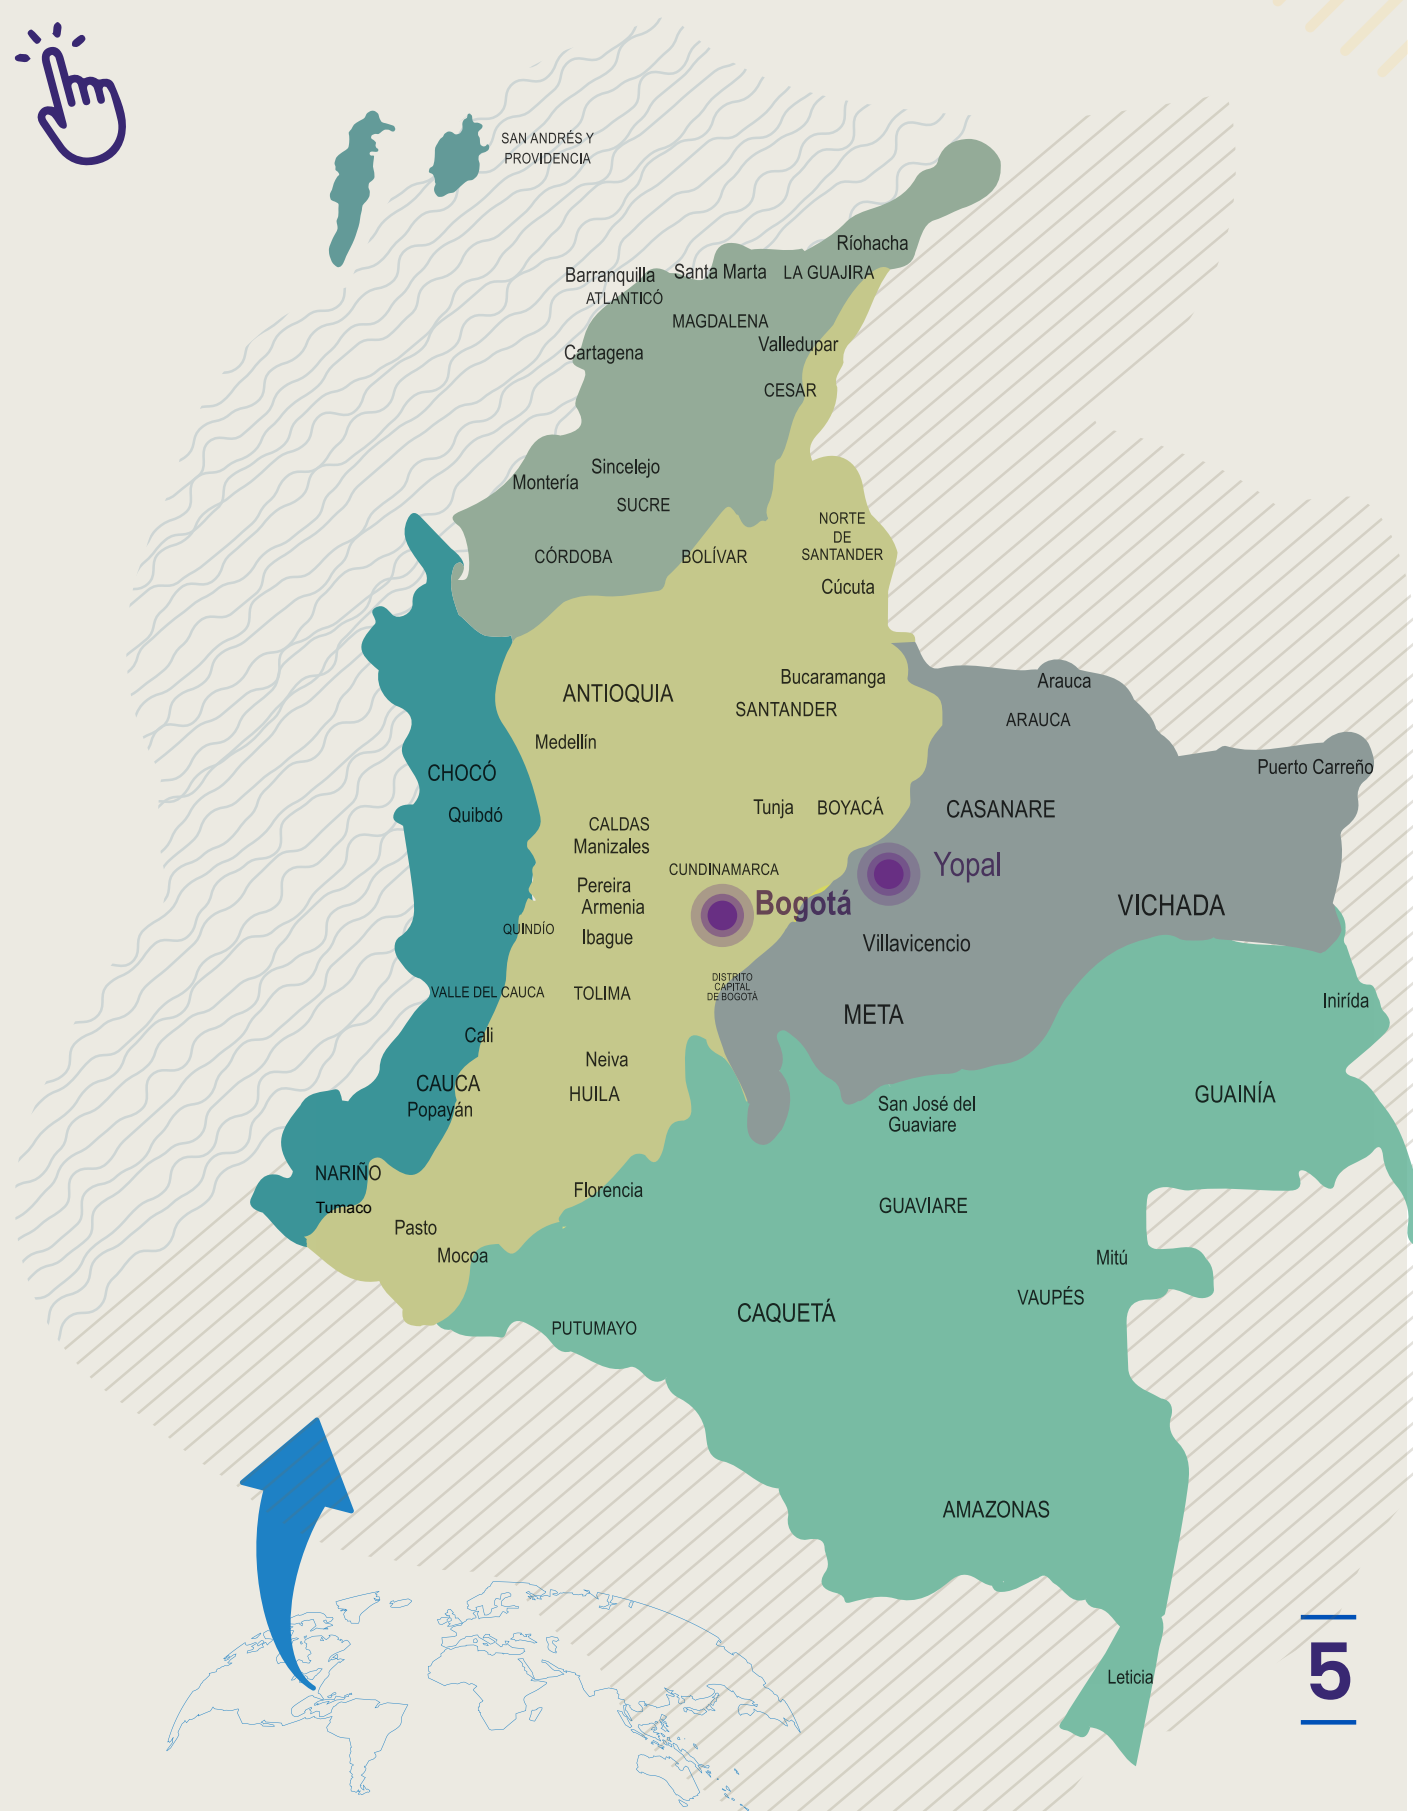 SAN ANDRÉS Y
PROVIDENCIA
Ríohacha
Barranquilla
Santa Marta
LA GUAJIRA
ATLANTICÓ
MAGDALENA
Cartagena
Valledupar
CESAR
Sincelejo
Montería
SUCRE
NORTE
DE
SANTANDER
CÓRDOBA
BOLÍVAR
Cúcuta
Bucaramanga
Arauca
ANTIOQUIA
SANTANDER
ARAUCA
Medellín
CHOCÓ
Puerto Carreño
Quibdó
Tunja
BOYACÁ
CASANARE
CALDAS
Manizales
CUNDINAMARCA
Yopal
Pereira
Armenia
Bogotá
VICHADA
QUINDÍO
Ibague
Villavicencio
DISTRITO
CAPITAL
DE BOGOTÀ
VALLE DEL CAUCA
TOLIMA
Inirída
META
Cali
Neiva
CAUCA
HUILA
GUAINÍA
Popayán
San José del
Guaviare
NARIÑO
Florencia
Tumaco
GUAVIARE
Pasto
Mocoa
Mitú
VAUPÉS
CAQUETÁ
PUTUMAYO
AMAZONAS
Leticia
5